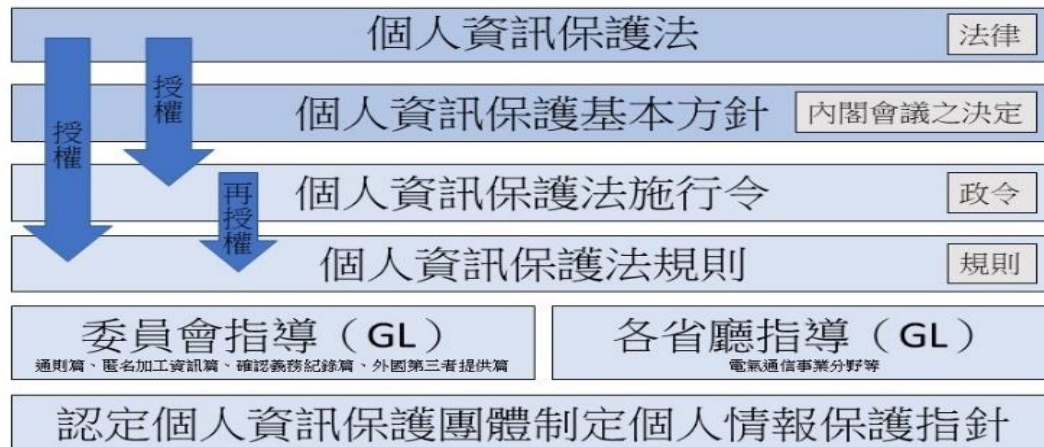 個人資訊保護法 法律
授權
授權
個人資訊保護基本方針 內閣會議之決定
個人資訊保護法施行令 政令
再授權
個人資訊保護法規則 規則
委員會指導（GL）
通則篇、匿名加工資訊篇、確認義務紀錄篇、外國第三者提供篇
各省廳指導（GL）
電氣通信事業分野等
認定個人資訊保護團體制定個人情報保護指針